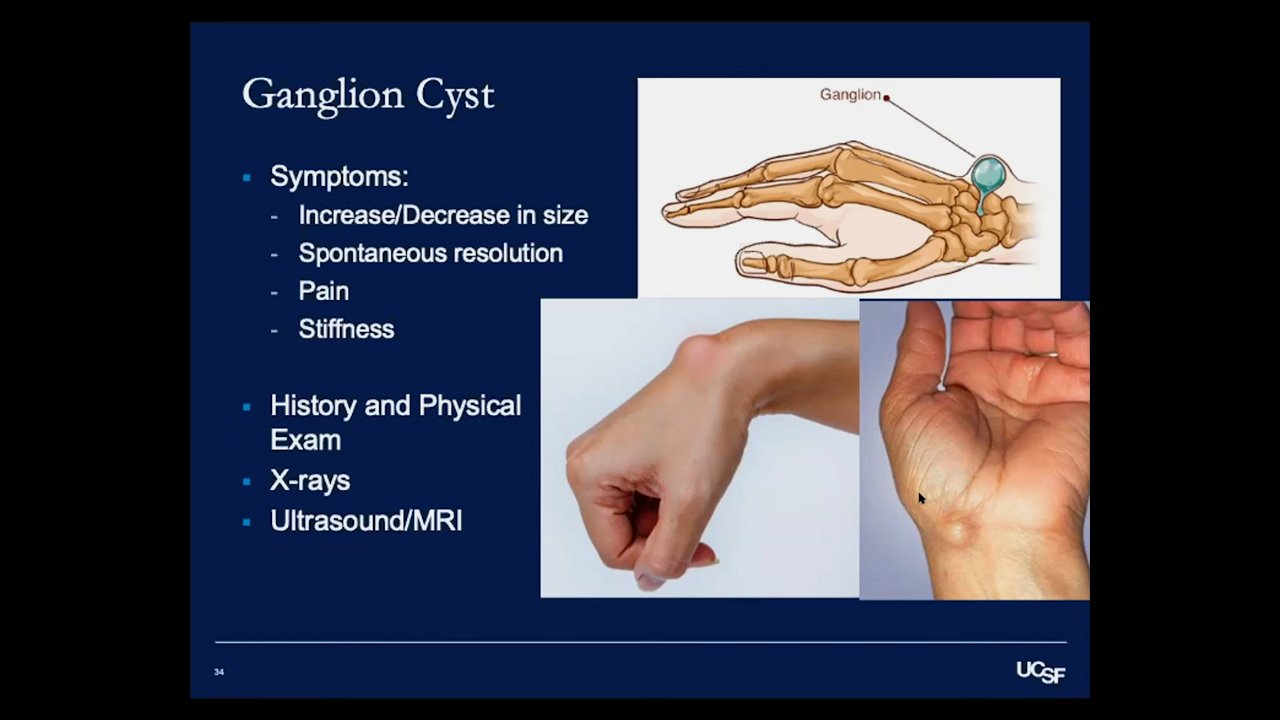 Ganglion Cyst
Symptoms:
- Increase/Decrease in size
- Spontaneous resolution
- Pain
- Stiffness
History and Physical
Exam
X-rays
Ultrasound/MRI
Ganglion
34
UCSF